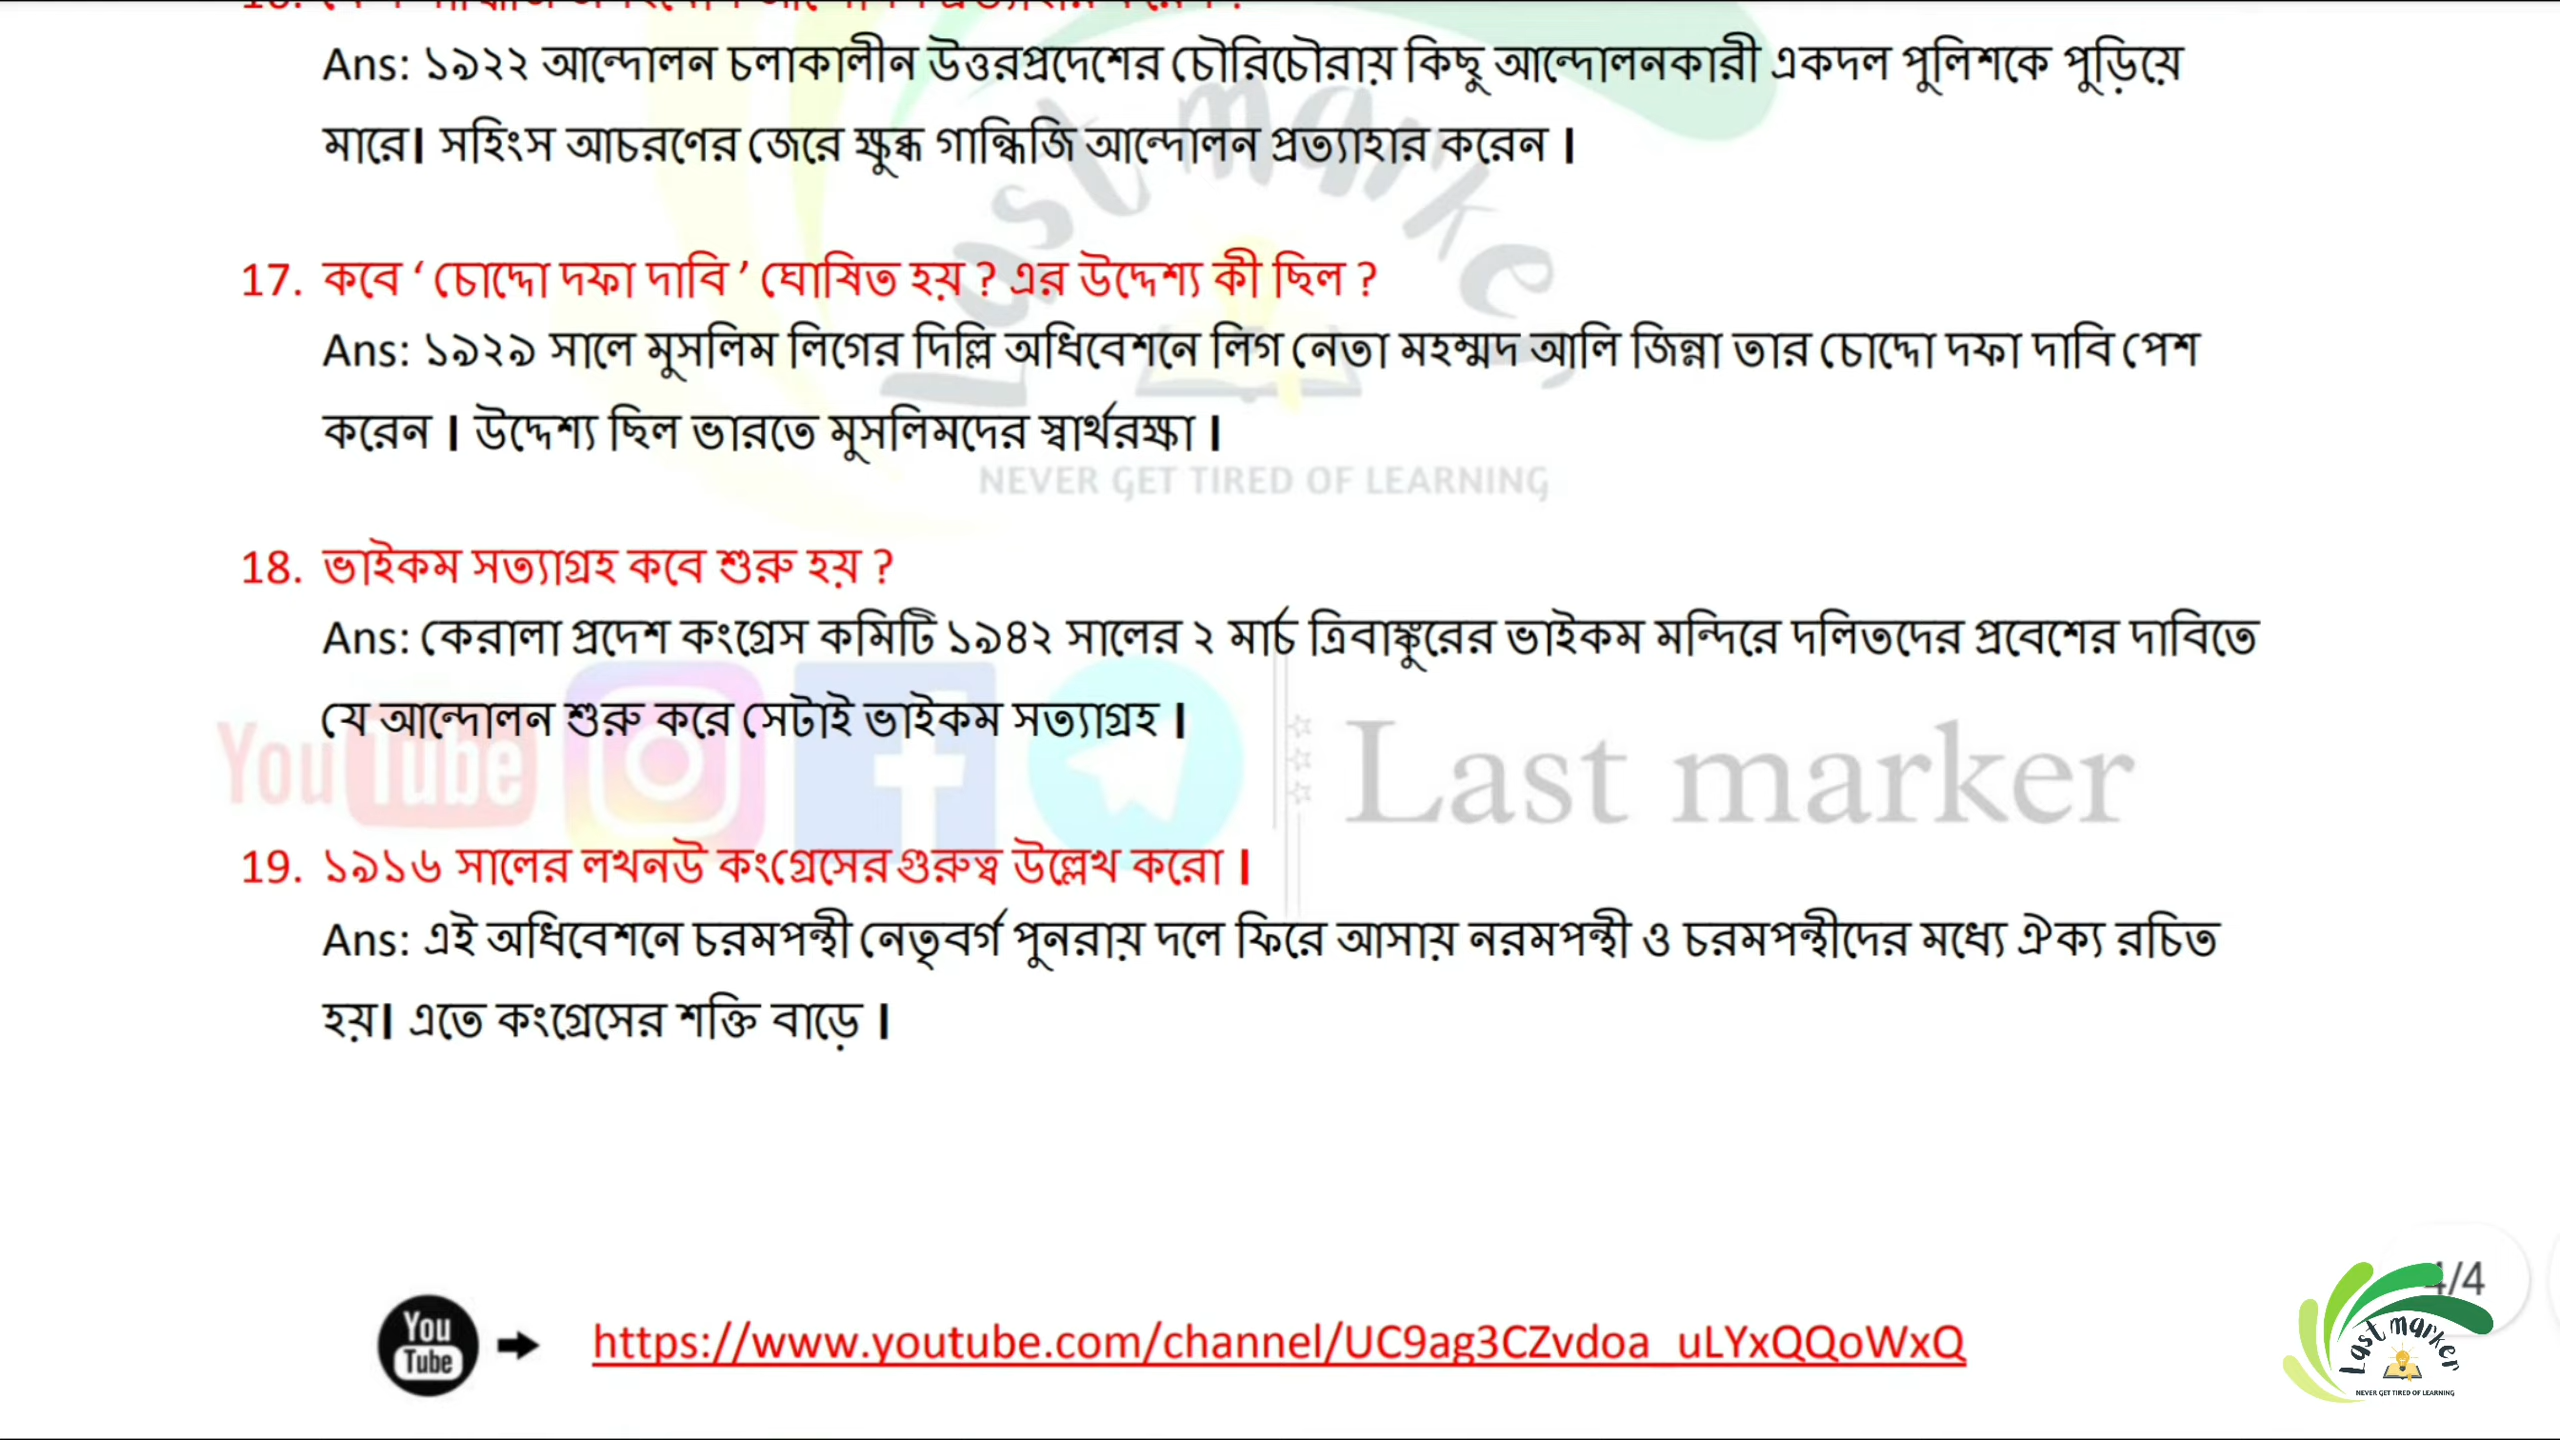 Ans: ১৯২২ আন্দোলন চলাকালীন উত্তরপ্রদেশের চৌরিচৌরায় কিছু আন্দোলনকারী একদল পুলিশকে পুড়িয়ে
মারে। সহিংস আচরণের জেরে ক্ষুব্ধ গান্ধিজি আন্দোলন প্রত্যাহার করেন ।
Last marker
17. কবে ‘ চোদ্দো দফা দাবি ’ ঘোষিত হয় ? এর উদ্দেশ্য কী ছিল ?
Ans: ১৯২৯ সালে মুসলিম লিগের দিল্লি অধিবেশনে লিগ নেতা মহম্মদ আলি জিন্না তার চোদ্দো দফা দাবি পেশ
করেন । উদ্দেশ্য ছিল ভারতে মুসলিমদের স্বার্থরক্ষা ।
NEVER GET TIRED OF LEARNING
18. ভাইকম সত্যাগ্রহ কবে শুরু হয় ?
Ans: কেরালা প্রদেশ কংগ্রেস কমিটি ১৯৪২ সালের ২ মার্চ ত্রিবাঙ্কুরের ভাইকম মন্দিরে দলিতদের প্রবেশের দাবিতে
যে আন্দোলন শুরু করে সেটাই ভাইকম সত্যাগ্রহ ।
YouTube Last marker
19. ১৯১৬ সালের লখনউ কংগ্রেসের গুরুত্ব উল্লেখ করো ।
Ans: এই অধিবেশনে চরমপন্থী নেতৃবর্গ পুনরায় দলে ফিরে আসায় নরমপন্থী ও চরমপন্থীদের মধ্যে ঐক্য রচিত
হয়। এতে কংগ্রেসের শক্তি বাড়ে ।
4/4
You Tube https://www.youtube.com/channel/UC9ag3CZvdoa_uLYxQQoWxQ
Last marker
NEVER GET TIRED OF LEARNING